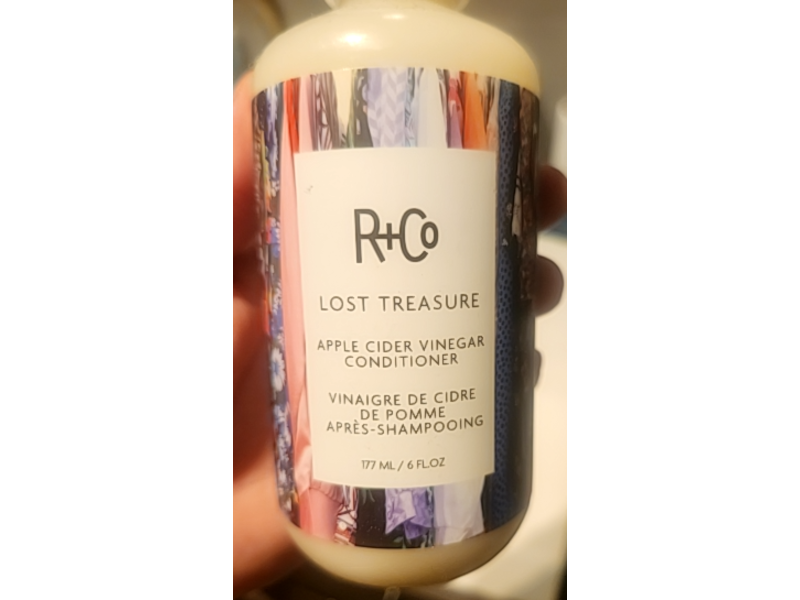 R+Co
LOST TREASURE
APPLE CIDER VINEGAR
CONDITIONER
VINAIGRE DE CIDRE
DE POMME
APRÈS-SHAMPOOING
177 ML / 6 FL.OZ